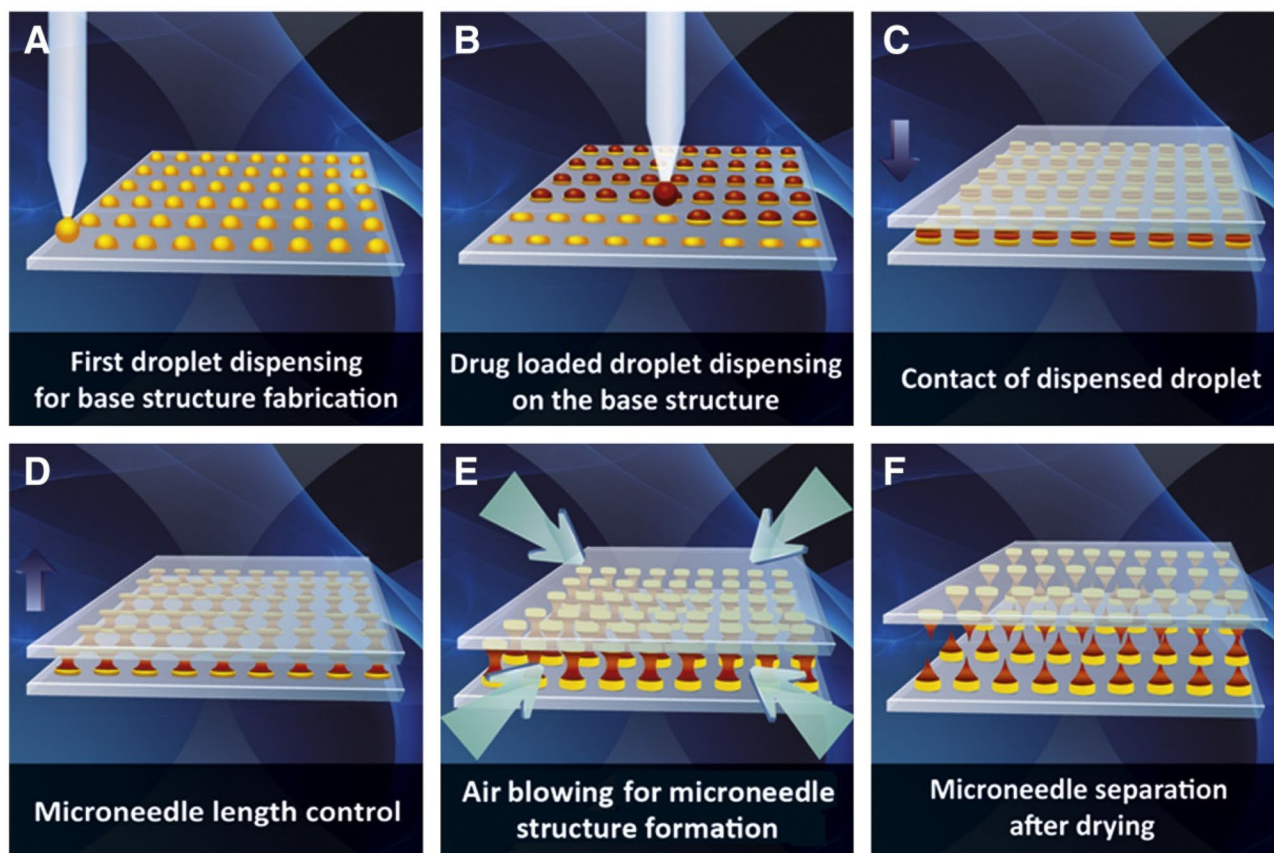 A
First droplet dispensing
for base structure fabrication
B
Drug loaded droplet dispensing
on the base structure
C
Contact of dispensed droplet
D
Microneedle length control
E
Air blowing for microneedle
structure formation
F
Microneedle separation
after drying